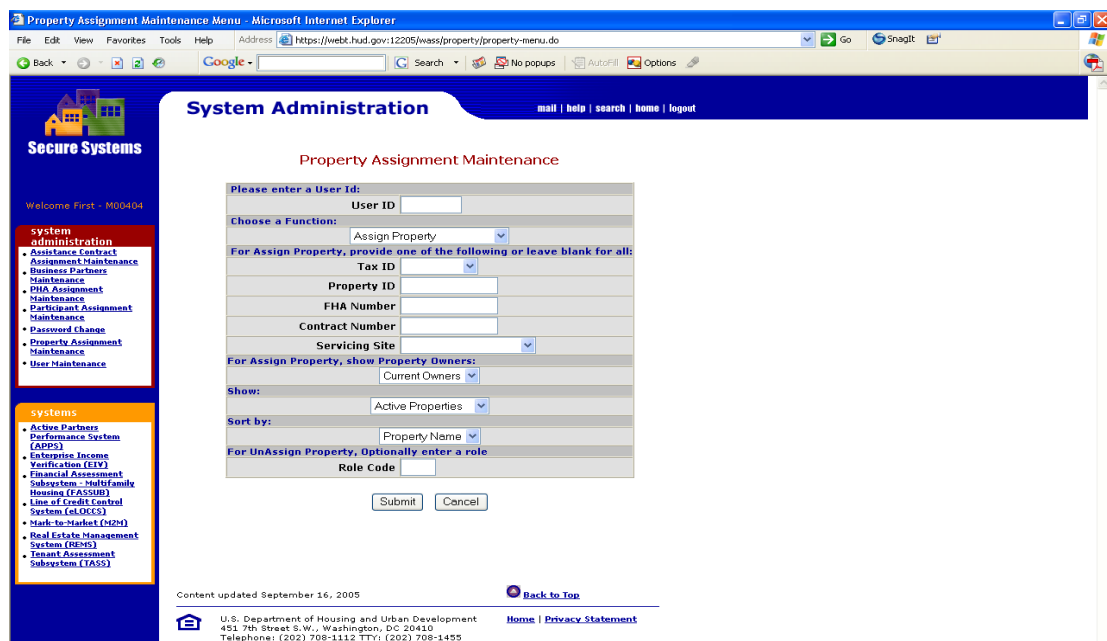 Property Assignment Maintenance Menu - Microsoft Internet Explorer
File Edit View Favorites Tools Help Address https://webt.hud.gov:12205/wass/property/property-menu.do Go SnagIt
Back Google Search No popups AutoFill Options
Secure Systems
System Administration
mail | help | search | home | logout
Welcome First - M00404
system
administration
Assistance Contract
Assignment Maintenance
Business Partners
Maintenance
PHA Assignment
Maintenance
Participant Assignment
Maintenance
Password Change
Property Assignment
Maintenance
User Maintenance
systems
Active Partners
Performance System
(APPS)
Enterprise Income
Verification (EIV)
Financial Assessment
Subsystem - Multifamily
Housing (FASSUB)
Line of Credit Control
System (eLOCCS)
Mark-to-Market (M2M)
Real Estate Management
System (REMS)
Tenant Assessment
Subsystem (TASS)
Property Assignment Maintenance
Please enter a User Id:
User ID
Choose a Function:
Assign Property
For Assign Property, provide one of the following or leave blank for all:
Tax ID
Property ID
FHA Number
Contract Number
Servicing Site
For Assign Property, show Property Owners:
Current Owners
Show:
Active Properties
Sort by:
Property Name
For UnAssign Property, Optionally enter a role
Role Code
Submit Cancel
Content updated September 16, 2005
Back to Top
U.S. Department of Housing and Urban Development
451 7th Street S.W., Washington, DC 20410
Telephone: (202) 708-1112 TTY: (202) 708-1455
Home | Privacy Statement